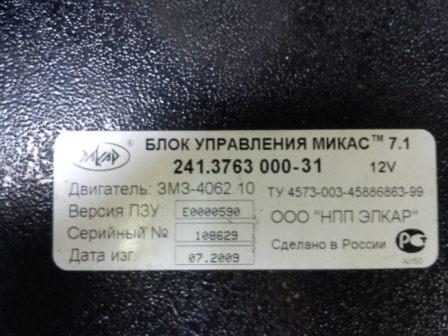 ЭЛКАР ® БЛОК УПРАВЛЕНИЯ МИКАС™ 7.1
241.3763 000-31 12V
Двигатель: ЗМЗ-4062.10 ТУ 4573-003-45886863-99
Версия ПЗУ: E0000590 ООО "НПП ЭЛКАР"
Серийный № 108629
Дата изг. 07.2009 Сделано в России